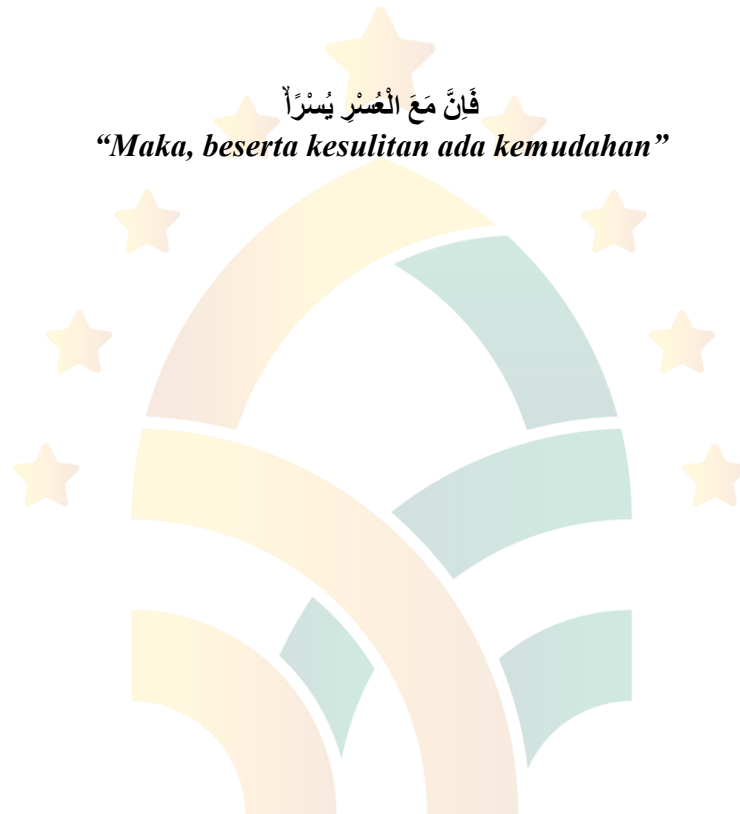 فَاِنَّ مَعَ الْعُسْرِ يُسْرًاۙ
“Maka, beserta kesulitan ada kemudahan”